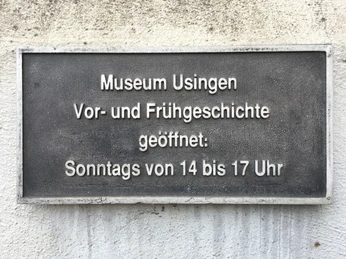 Museum Usingen
Vor- und Frühgeschichte
geöffnet:
Sonntags von 14 bis 17 Uhr